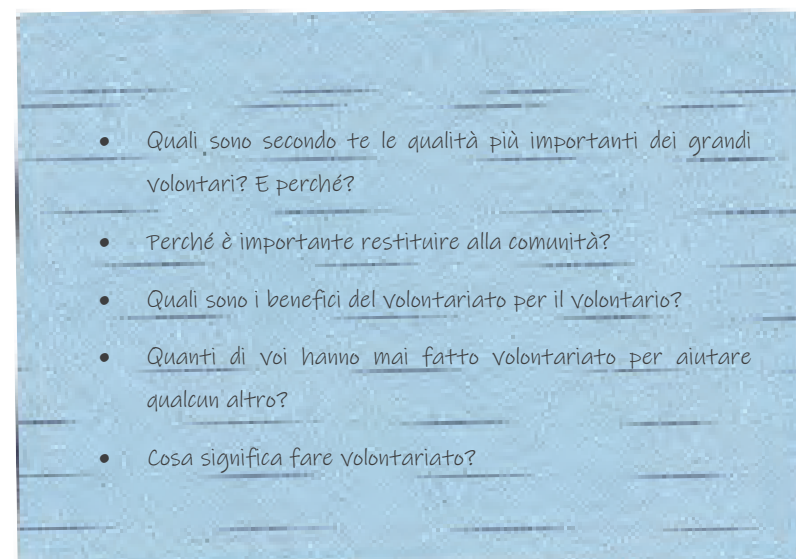 • Quali sono secondo te le qualità più importanti dei grandi
volontari? E perché?
• Perché è importante restituire alla comunità?
• Quali sono i benefici del volontariato per il volontario?
• Quanti di voi hanno mai fatto volontariato per aiutare
qualcun altro?
• Cosa significa fare volontariato?